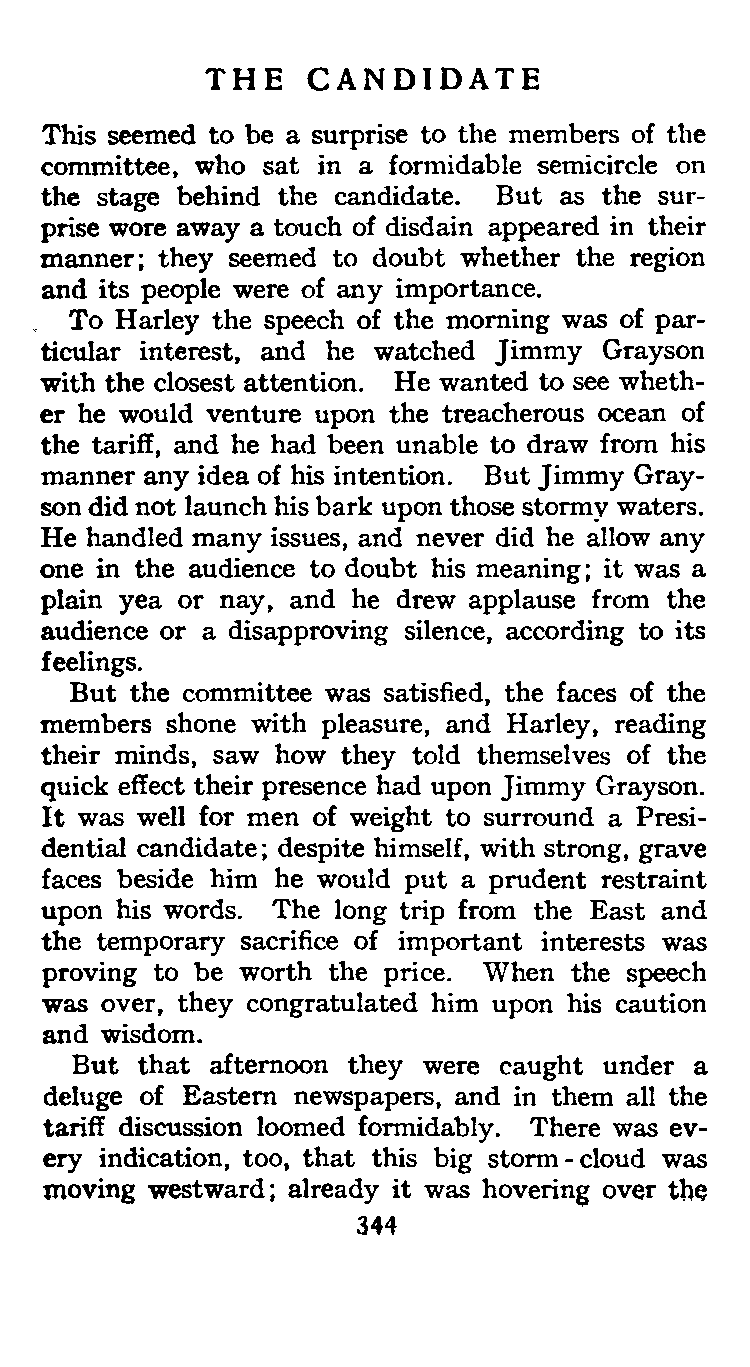 THE CANDIDATE
This seemed to be a surprise to the members of the
committee, who sat in a formidable semicircle on
the stage behind the candidate. But as the sur-
prise wore away a touch of disdain appeared in their
manner; they seemed to doubt whether the region
and its people were of any importance.
To Harley the speech of the morning was of par-
ticular interest, and he watched Jimmy Grayson
with the closest attention. He wanted to see wheth-
er he would venture upon the treacherous ocean of
the tariff, and he had been unable to draw from his
manner any idea of his intention. But Jimmy Gray-
son did not launch his bark upon those stormy waters.
He handled many issues, and never did he allow any
one in the audience to doubt his meaning; it was a
plain yea or nay, and he drew applause from the
audience or a disapproving silence, according to its
feelings.
But the committee was satisfied, the faces of the
members shone with pleasure, and Harley, reading
their minds, saw how they told themselves of the
quick effect their presence had upon Jimmy Grayson.
It was well for men of weight to surround a Presi-
dential candidate; despite himself, with strong, grave
faces beside him he would put a prudent restraint
upon his words. The long trip from the East and
the temporary sacrifice of important interests was
proving to be worth the price. When the speech
was over, they congratulated him upon his caution
and wisdom.
But that afternoon they were caught under a
deluge of Eastern newspapers, and in them all the
tariff discussion loomed formidably. There was ev-
ery indication, too, that this big storm-cloud was
moving westward; already it was hovering over the
344